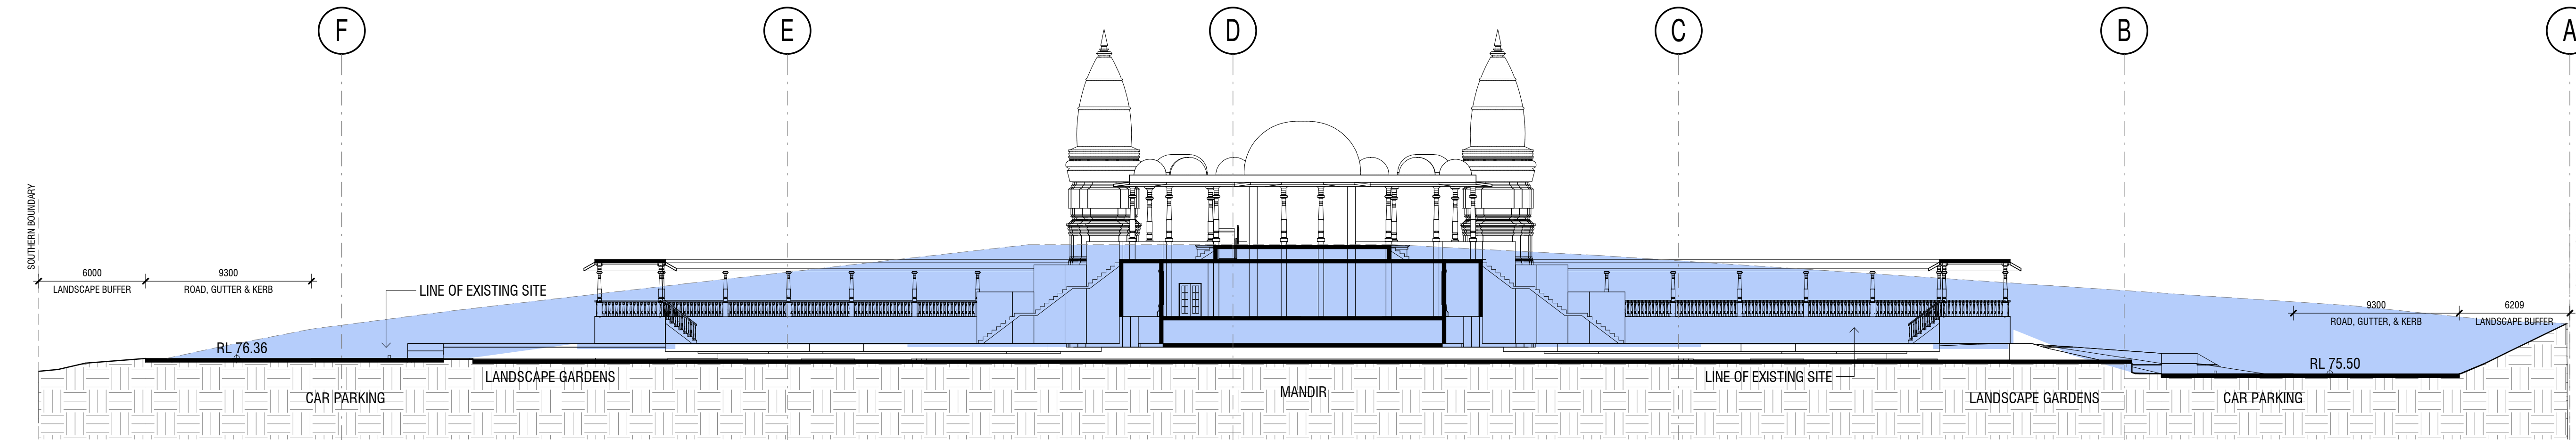 F
E
D
C
B
A
SOUTHERN BOUNDARY
6000
LANDSCAPE BUFFER
9300
ROAD, GUTTER & KERB
LINE OF EXISTING SITE
RL 76.36
9300
ROAD, GUTTER, & KERB
6209
LANDSCAPE BUFFER
RL 75.50
LANDSCAPE GARDENS
LINE OF EXISTING SITE
CAR PARKING
MANDIR
LANDSCAPE GARDENS
CAR PARKING